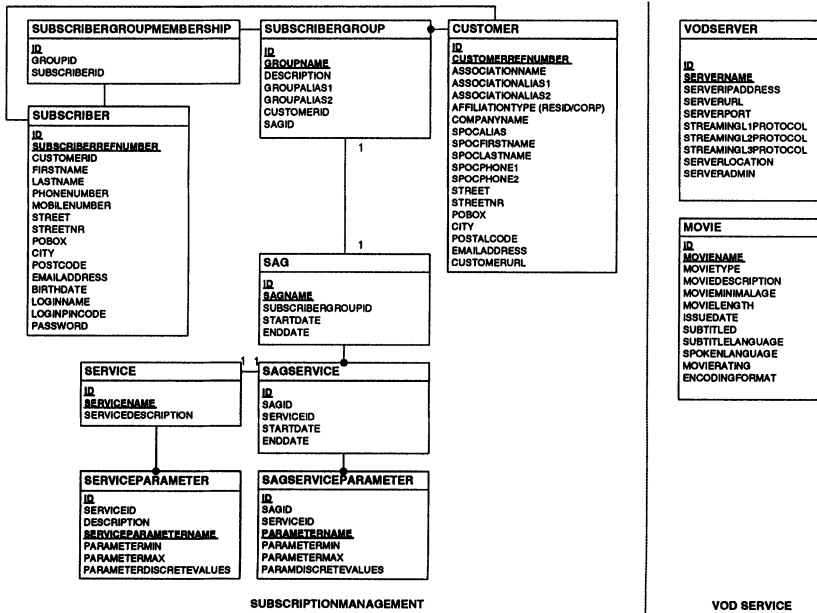 SUBSCRIBERGROUPMEMBERSHIP
ID
GROUPID
SUBSCRIBERID
SUBSCRIBERGROUP
ID
GROUPNAME
DESCRIPTION
GROUPALIAS1
GROUPALIAS2
CUSTOMERID
SAGID
CUSTOMER
ID
CUSTOMERREFNUMBER
ASSOCIATIONNAME
ASSOCIATIONALIAS1
ASSOCIATIONALIAS2
AFFILIATIONTYPE (RESID/CORP)
COMPANYNAME
SPOCALIAS
SPOCFIRSTNAME
SPOCLASTNAME
SPOCPHONE1
SPOCPHONE2
STREET
STREETNR
POBOX
CITY
POSTALCODE
EMAILADDRESS
CUSTOMERURL
VODSERVER
ID
SERVERNAME
SERVERIPADDRESS
SERVERURL
SERVERPORT
STREAMINGL1PROTOCOL
STREAMINGL2PROTOCOL
STREAMINGL3PROTOCOL
SERVERLOCATION
SERVERADMIN
SUBSCRIBER
ID
SUBSCRIBERREFNUMBER
CUSTOMERID
FIRSTNAME
LASTNAME
PHONENUMBER
MOBILENUMBER
STREET
STREETNR
POBOX
CITY
POSTCODE
EMAILADDRESS
BIRTHDATE
LOGINNAME
LOGINPINCODE
PASSWORD
1
1
SAG
ID
SAGNAME
SUBSCRIBERGROUPID
STARTDATE
ENDDATE
MOVIE
ID
MOVIENAME
MOVIETYPE
MOVIEDESCRIPTION
MOVIEMINIMALAGE
MOVIELENGTH
ISSUEDATE
SUBTITLED
SUBTITLELANGUAGE
SPOKENLANGUAGE
MOVIERATING
ENCODINGFORMAT
SERVICE
ID
SERVICENAME
SERVICEDESCRIPTION
1 1
SAGSERVICE
ID
SAGID
SERVICEID
STARTDATE
ENDDATE
SERVICEPARAMETER
ID
SERVICEID
DESCRIPTION
SERVICEPARAMETERNAME
PARAMETERMIN
PARAMETERMAX
PARAMETERDISCRETEVALUES
SAGSERVICEPARAMETER
ID
SAGID
SERVICEID
PARAMETERNAME
PARAMETERMIN
PARAMETERMAX
PARAMDISCRETEVALUES
SUBSCRIPTIONMANAGEMENT
VOD SERVICE